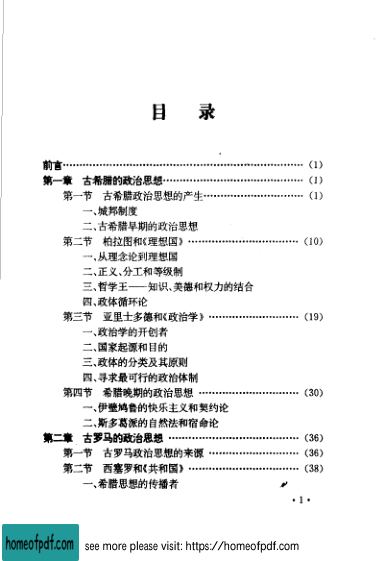 目 录
前言……………………………………………………（1）
第一章 古希腊的政治思想………………………………（1）
第一节 古希腊政治思想的产生…………………………（1）
一、城邦制度
二、古希腊早期的政治思想
第二节 柏拉图和《理想国》……………………………（10）
一、从理念论到理想国
二、正义、分工和等级制
三、哲学王——知识、美德和权力的结合
四、政体循环论
第三节 亚里士多德和《政治学》………………………（19）
一、政治学的开创者
二、国家起源和目的
三、政体的分类及其原则
四、寻求最可行的政治体制
第四节 希腊晚期的政治思想……………………………（30）
一、伊壁鸠鲁的快乐主义和契约论
二、斯多葛派的自然法和宿命论
第二章 古罗马的政治思想………………………………（36）
第一节 古罗马政治思想的来源…………………………（36）
第二节 西塞罗和《共和国》……………………………（38）
一、希腊思想的传播者
·1·
homeofpdf.com see more please visit: https://homeofpdf.com